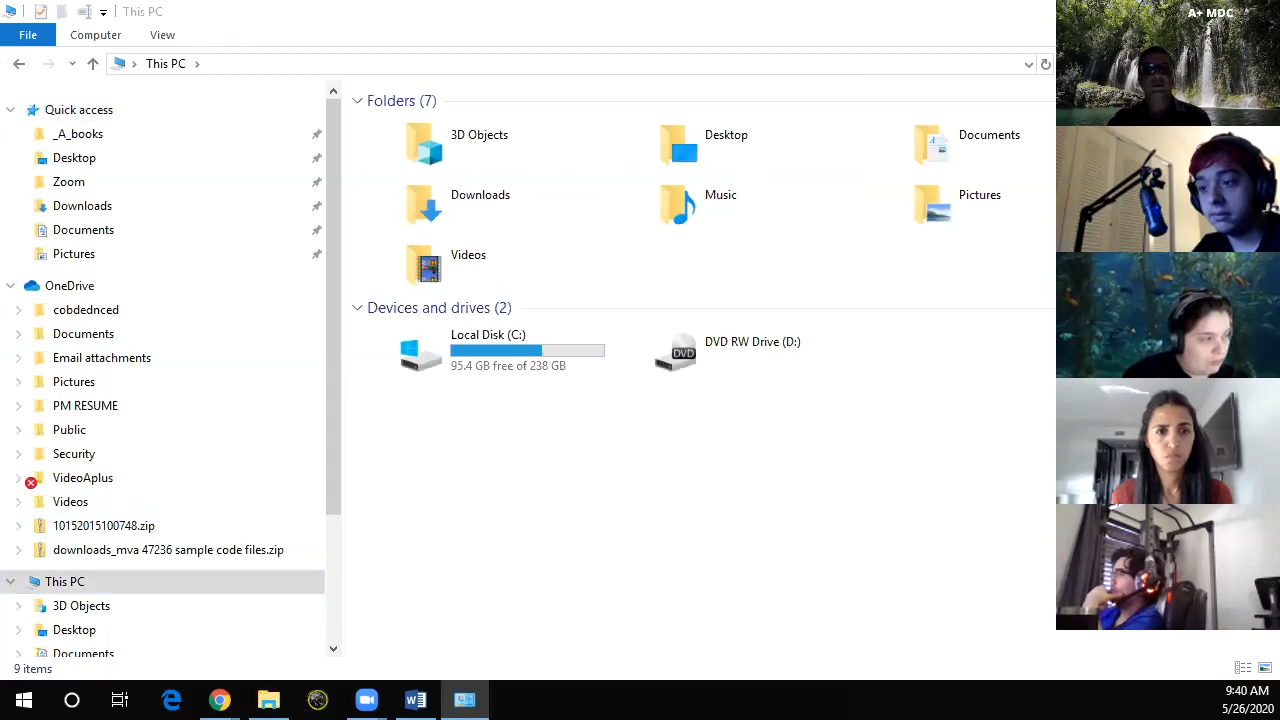 This PC
A+ MDC
File
Computer
View
This PC
Quick access
_A_books
Desktop
Zoom
Downloads
Documents
Pictures
OneDrive
cobdednced
Documents
Email attachments
Pictures
PM RESUME
Public
Security
VideoAplus
Videos
10152015100748.zip
downloads_mva 47236 sample code files.zip
This PC
3D Objects
Desktop
Documents
Folders (7)
3D Objects
Desktop
Documents
Downloads
Music
Pictures
Videos
Devices and drives (2)
Local Disk (C:)
95.4 GB free of 238 GB
DVD
DVD RW Drive (D:)
9 items
9:40 AM
5/26/2020